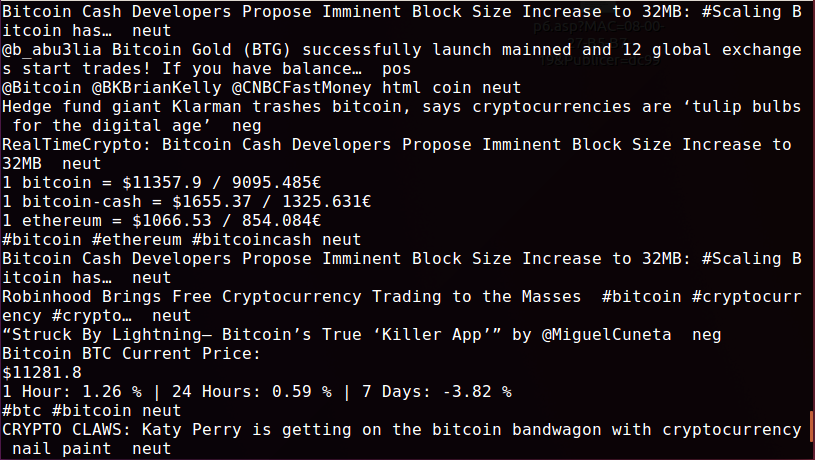 Bitcoin Cash Developers Propose Imminent Block Size Increase to 32MB: #Scaling B
itcoin has…  neut
@b_abu3lia Bitcoin Gold (BTG) successfully launch mainned and 12 global exchange
s start trades! If you have balance…  pos
@Bitcoin @BKBrianKelly @CNBCFastMoney html coin neut
Hedge fund giant Klarman trashes bitcoin, says cryptocurrencies are ‘tulip bulbs
 for the digital age’  neg
RealTimeCrypto: Bitcoin Cash Developers Propose Imminent Block Size Increase to
32MB  neut
1 bitcoin = $11357.9 / 9095.485€
1 bitcoin-cash = $1655.37 / 1325.631€
1 ethereum = $1066.53 / 854.084€
#bitcoin #ethereum #bitcoincash neut
Bitcoin Cash Developers Propose Imminent Block Size Increase to 32MB: #Scaling B
itcoin has…  neut
Robinhood Brings Free Cryptocurrency Trading to the Masses  #bitcoin #cryptocurr
ency #crypto…  neut
“Struck By Lightning— Bitcoin’s True ‘Killer App’” by @MiguelCuneta  neg
Bitcoin BTC Current Price:
$11281.8
1 Hour: 1.26 % | 24 Hours: 0.59 % | 7 Days: -3.82 %
#btc #bitcoin neut
CRYPTO CLAWS: Katy Perry is getting on the bitcoin bandwagon with cryptocurrency
 nail paint  neut